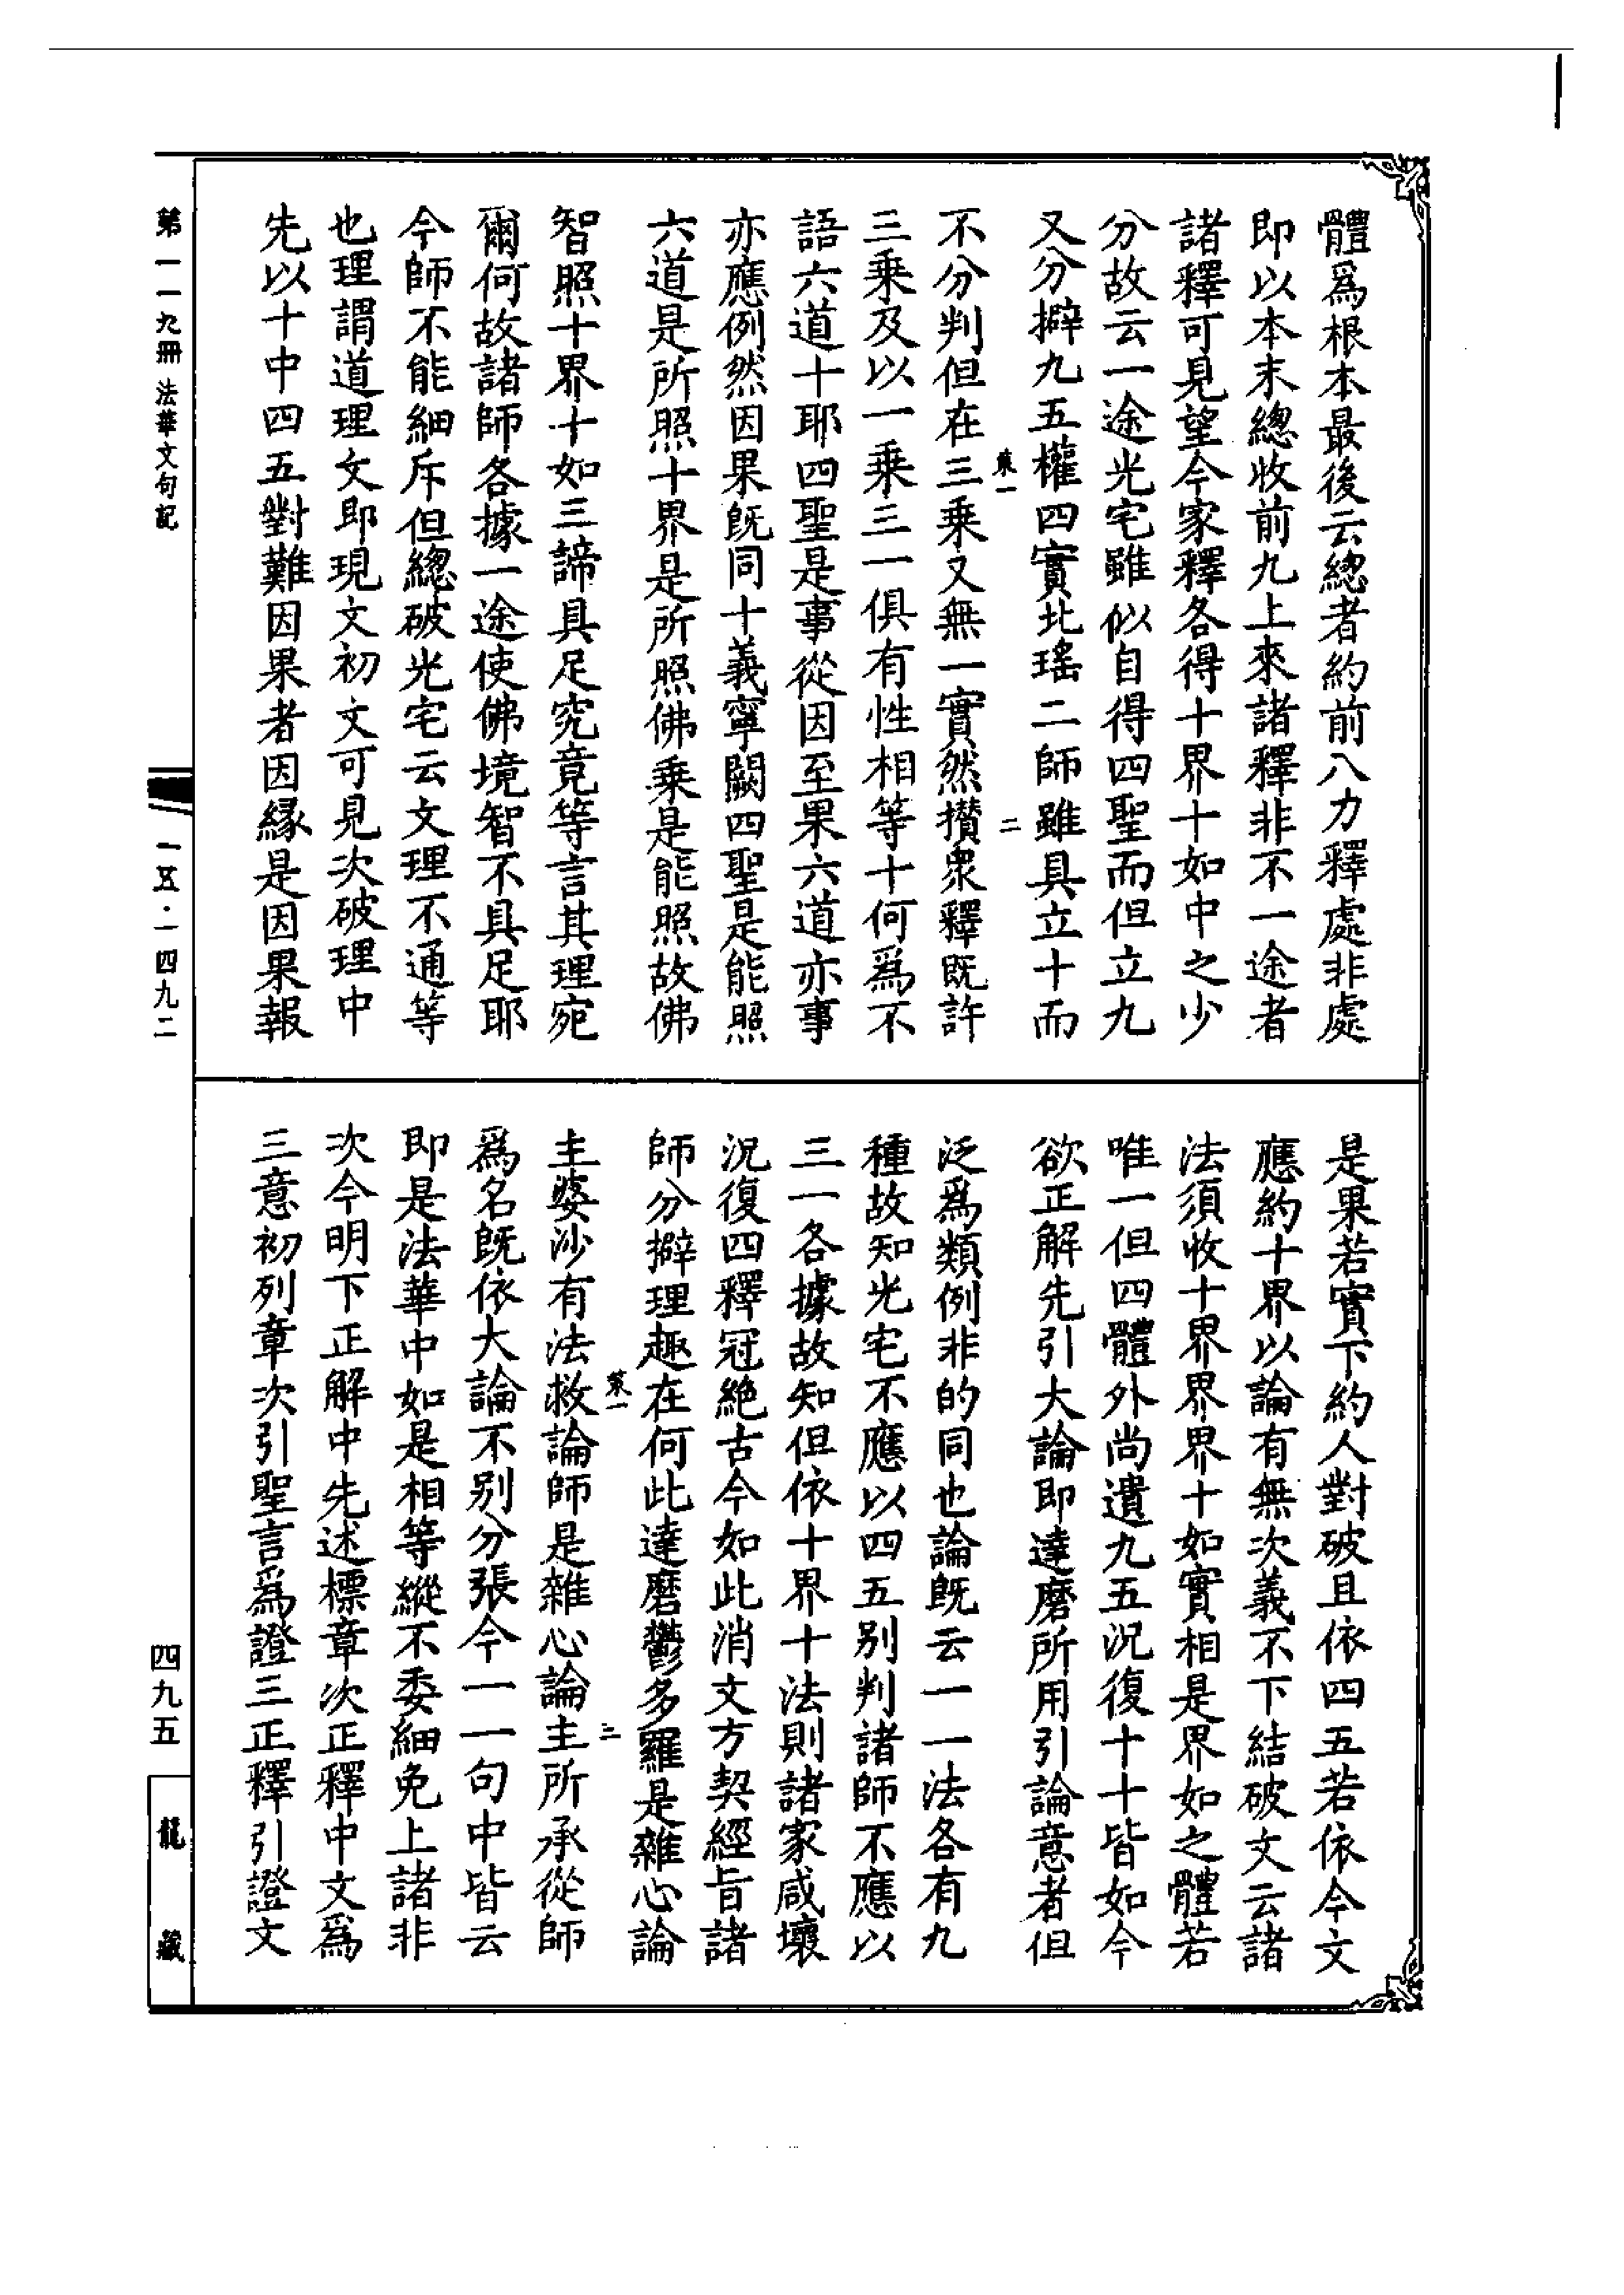 體爲根本最後云總者約前八力釋處非處
即以本末總收前九上來諸釋非不一途者
諸釋可見望今家釋各得十界十如中之少
分故云一途光宅雖似自得四聖而但立九
又分擗九五權四實北瑤二師雖具立十而
不分判但在三乘又無一實然攢衆釋既許
三乘及以一乘三一俱有性相等十何爲不
語六道十耶四聖是事從因至果六道亦事
亦應例然因果既同十義寧闕四聖是能照
六道是所照十界是所照佛乘是能照故佛
智照十界十如三諦具足究竟等言其理宛
爾何故諸師各據一途使佛境智不具足耶
今師不能細斥但總破光宅云文理不通等
也理謂道理文即現文初文可見次破理中
先以十中四五對難因果者因緣是因果報
是果若實下約人對破且依四五若依今文
應約十界以論有無次義不下結破文云諸
法須收十界界界十如實相是界如之體若
唯一但四體外尚遺九五況復十十皆如今
欲正解先引大論即達磨所用引論意者但
泛爲類例非的同也論既云一一法各有九
種故知光宅不應以四五别判諸師不應以
三一各據故知但依十界十法則諸家咸壞
況復四釋冠絶古今如此消文方契經旨諸
師分擗理趣在何此達磨鬱多羅是雜心論
主婆沙有法救論師是雜心論主所承從師
爲名既依大論不别分張今一一句中皆云
即是法華中如是相等縱不委細免上諸非
次今明下正解中先述標章次正釋中文爲
三意初列章次引聖言爲證三正釋引證文
第一一九冊 法華文句記
一五·一四九二
四九五
龍藏